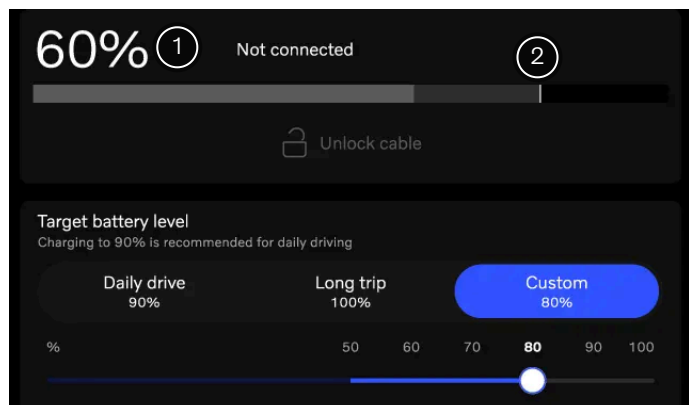 60% 1 Not connected 2
Unlock cable
Target battery level
Charging to 90% is recommended for daily driving
Daily drive Long trip Custom
90% 100% 80%
% 50 60 70 80 90 100